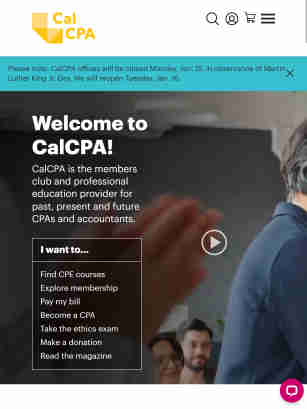 Cal
CPA
Please note: CalCPA offices will be closed Monday, Jan. 15, in observance of Martin
Luther King Jr. Day. We will reopen Tuesday, Jan. 16.
Welcome to
CalCPA!
CalCPA is the members
club and professional
education provider for
past, present and future
CPAs and accountants.
I want to...
Find CPE courses
Explore membership
Pay my bill
Become a CPA
Take the ethics exam
Make a donation
Read the magazine